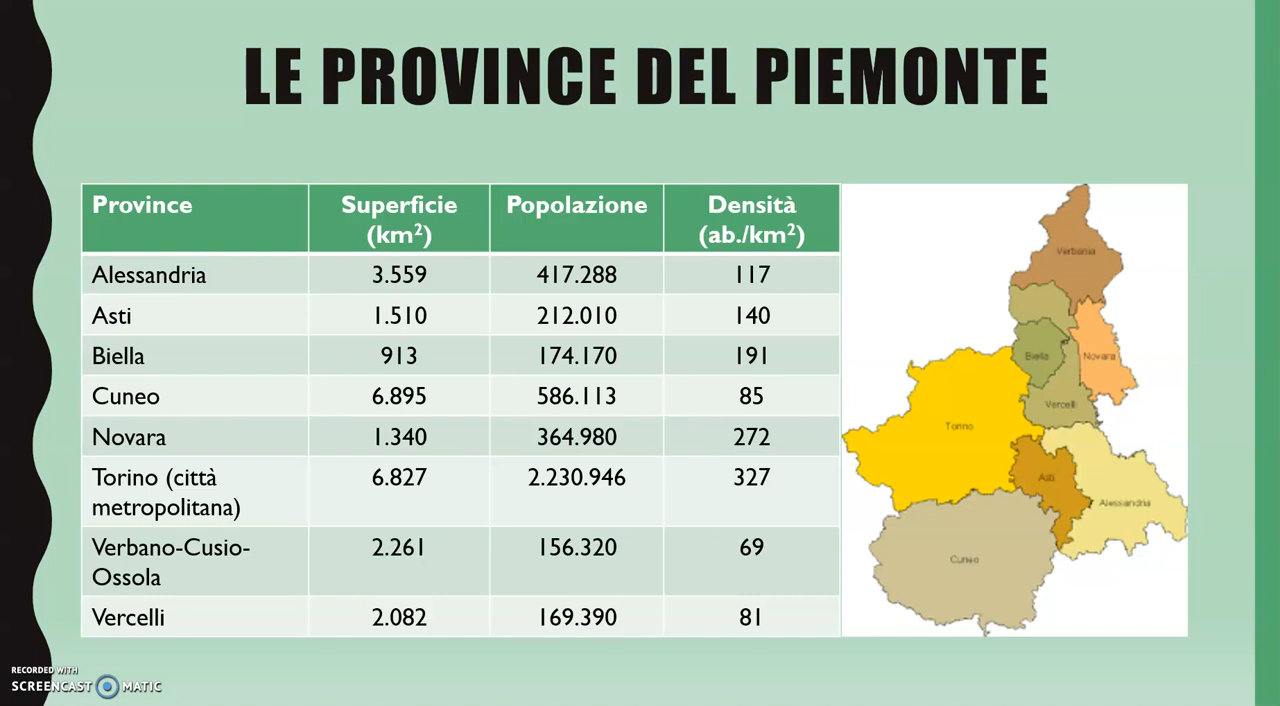 LE PROVINCE DEL PIEMONTE
Province Superficie (km²) Popolazione Densità (ab./km²)
Alessandria 3.559 417.288 117
Asti 1.510 212.010 140
Biella 913 174.170 191
Cuneo 6.895 586.113 85
Novara 1.340 364.980 272
Torino (città metropolitana) 6.827 2.230.946 327
Verbano-Cusio-Ossola 2.261 156.320 69
Vercelli 2.082 169.390 81
Verbania
Biella
Novara
Vercelli
Torino
Asti
Alessandria
Cuneo
RECORDED WITH
SCREENCAST MATIC